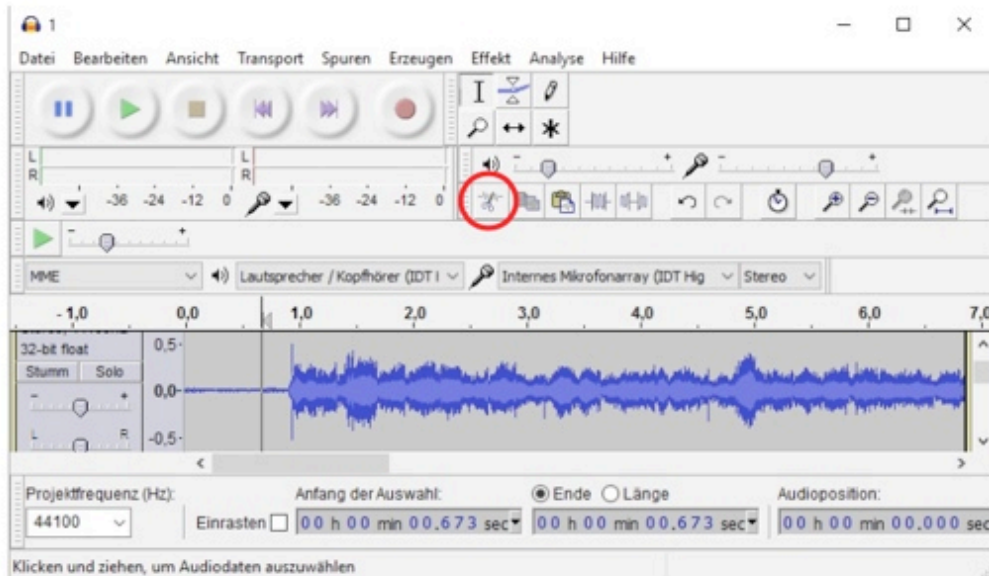 1
Datei Bearbeiten Ansicht Transport Spuren Erzeugen Effekt Analyse Hilfe
L
R
-36 -24 -12 0
L
R
-36 -24 -12 0
- +
- +
- +
MME
Lautsprecher / Kopfhörer (IDT I
Internes Mikrofonarray (IDT Hig
Stereo
- 1,0 0,0 1,0 2,0 3,0 4,0 5,0 6,0 7,0
32-bit float
Stumm Solo
- +
L R
0,5-
0,0-
-0,5-
Projektfrequenz (Hz):
44100
Einrasten
Anfang der Auswahl:
00 h 00 min 00.673 sec
Ende Länge
00 h 00 min 00.673 sec
Audioposition:
00 h 00 min 00.000 sec
Klicken und ziehen, um Audiodaten auszuwählen